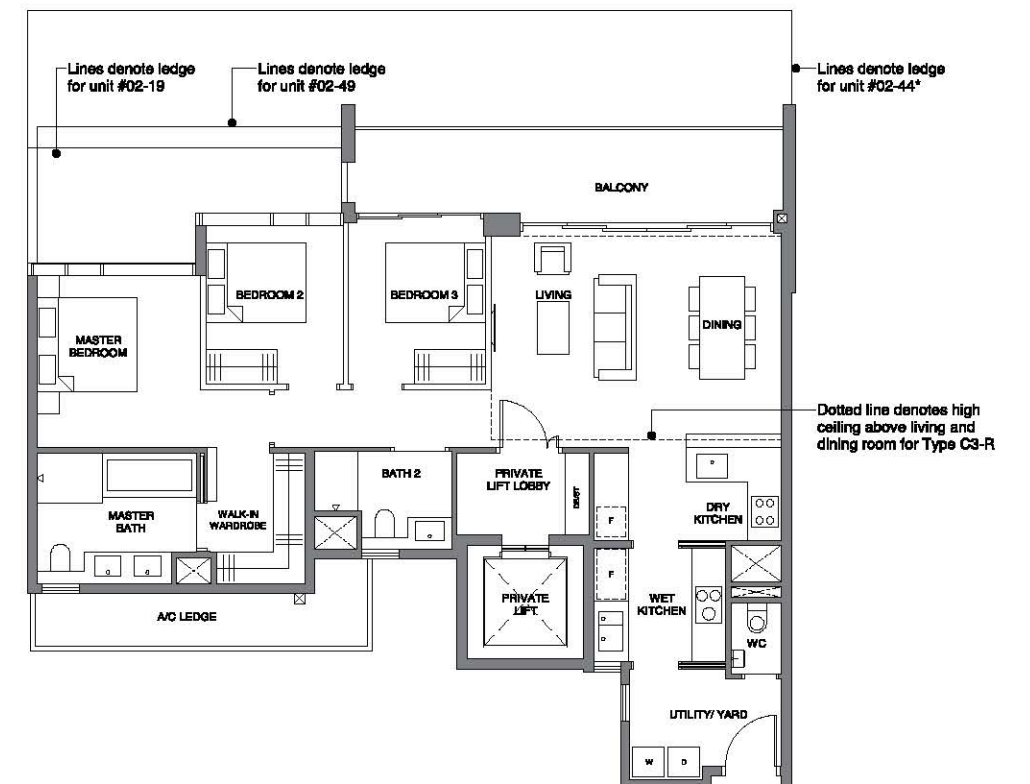 Lines denote ledge
for unit #02-19
Lines denote ledge
for unit #02-49
Lines denote ledge
for unit #02-44*
BALCONY
BEDROOM 2
BEDROOM 3
LIVING
DINING
MASTER
BEDROOM
Dotted line denotes high
ceiling above living and
dining room for Type C3-R
BATH 2
PRIVATE
LIFT LOBBY
DB/ST
MASTER
BATH
WALK-IN
WARDROBE
F
DRY
KITCHEN
F
PRIVATE
LIFT
WET
KITCHEN
A/C LEDGE
WC
UTILITY/ YARD
W
D